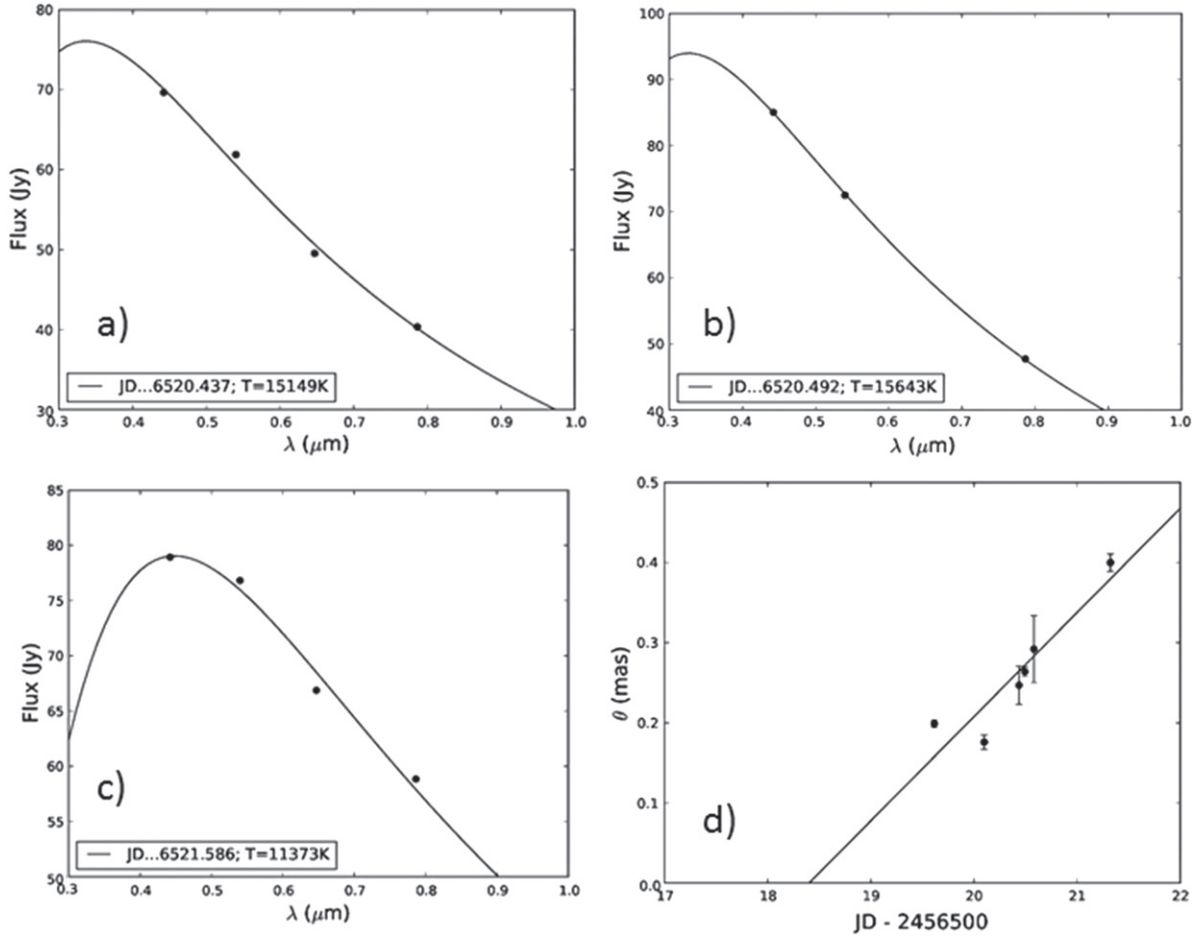 80
70
60
50
40
30
Flux (Jy)
a)
JD...6520.437; T=15149K
0.3 0.4 0.5 0.6 0.7 0.8 0.9 1.0
λ (μm)
100
90
80
70
60
50
40
Flux (Jy)
b)
JD...6520.492; T=15643K
0.3 0.4 0.5 0.6 0.7 0.8 0.9 1.0
λ (μm)
85
80
75
70
65
60
55
50
Flux (Jy)
c)
JD...6521.586; T=11373K
0.3 0.4 0.5 0.6 0.7 0.8 0.9 1.0
λ (μm)
0.5
0.4
0.3
0.2
0.1
0.0
θ (mas)
d)
17 18 19 20 21 22
JD - 2456500